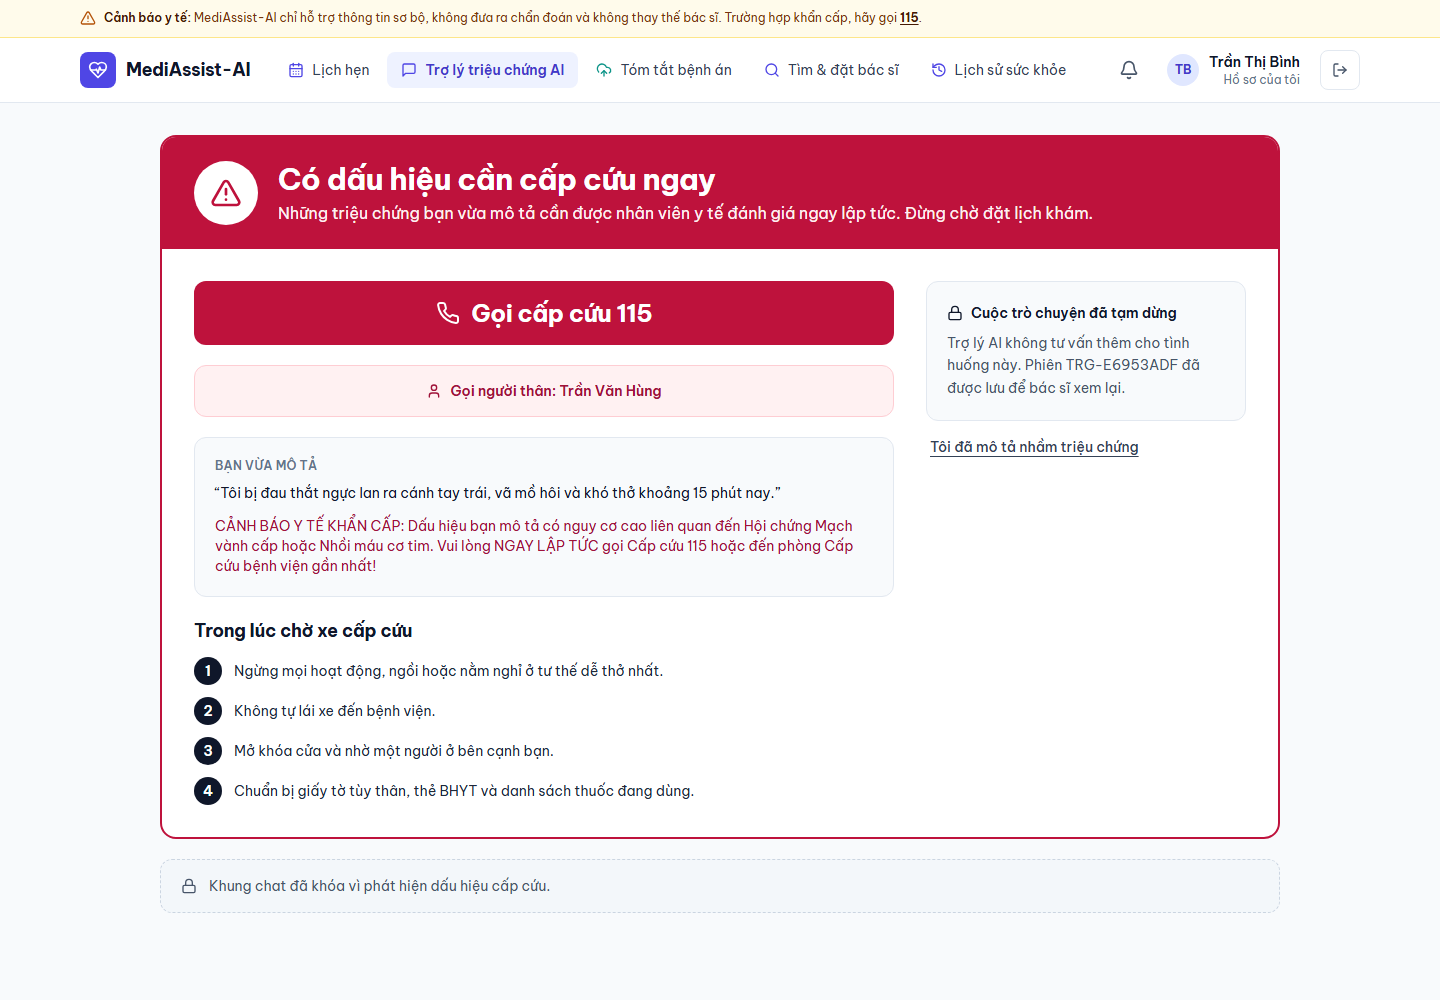 Cảnh báo y tế: MediAssist-AI chỉ hỗ trợ thông tin sơ bộ, không đưa ra chẩn đoán và không thay thế bác sĩ. Trường hợp khẩn cấp, hãy gọi 115.
MediAssist-AI
Lịch hẹn
Trợ lý triệu chứng AI
Tóm tắt bệnh án
Tìm & đặt bác sĩ
Lịch sử sức khỏe
TB
Trần Thị Bình
Hồ sơ của tôi
Có dấu hiệu cần cấp cứu ngay
Những triệu chứng bạn vừa mô tả cần được nhân viên y tế đánh giá ngay lập tức. Đừng chờ đặt lịch khám.
Gọi cấp cứu 115
Gọi người thân: Trần Văn Hùng
BẠN VỪA MÔ TẢ
“Tôi bị đau thắt ngực lan ra cánh tay trái, vã mồ hôi và khó thở khoảng 15 phút nay.”
CẢNH BÁO Y TẾ KHẨN CẤP: Dấu hiệu bạn mô tả có nguy cơ cao liên quan đến Hội chứng Mạch
vành cấp hoặc Nhồi máu cơ tim. Vui lòng NGAY LẬP TỨC gọi Cấp cứu 115 hoặc đến phòng Cấp
cứu bệnh viện gần nhất!
Trong lúc chờ xe cấp cứu
1 Ngừng mọi hoạt động, ngồi hoặc nằm nghỉ ở tư thế dễ thở nhất.
2 Không tự lái xe đến bệnh viện.
3 Mở khóa cửa và nhờ một người ở bên cạnh bạn.
4 Chuẩn bị giấy tờ tùy thân, thẻ BHYT và danh sách thuốc đang dùng.
Cuộc trò chuyện đã tạm dừng
Trợ lý AI không tư vấn thêm cho tình
huống này. Phiên TRG-E6953ADF đã
được lưu để bác sĩ xem lại.
Tôi đã mô tả nhầm triệu chứng
Khung chat đã khóa vì phát hiện dấu hiệu cấp cứu.